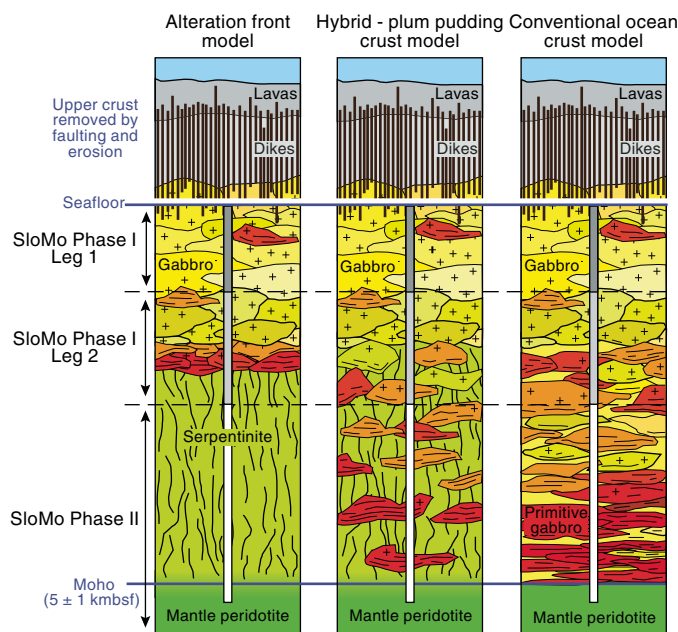 Alteration front
model
Hybrid - plum pudding
crust model
Conventional ocean
crust model
Upper crust
removed by
faulting and
erosion
Lavas
Dikes
Lavas
Dikes
Lavas
Dikes
Seafloor
SloMo Phase I
Leg 1
Gabbro
Gabbro
Gabbro
SloMo Phase I
Leg 2
Serpentinite
SloMo Phase II
Primitive
gabbro
Moho
(5 ± 1 kmbsf)
Mantle peridotite
Mantle peridotite
Mantle peridotite